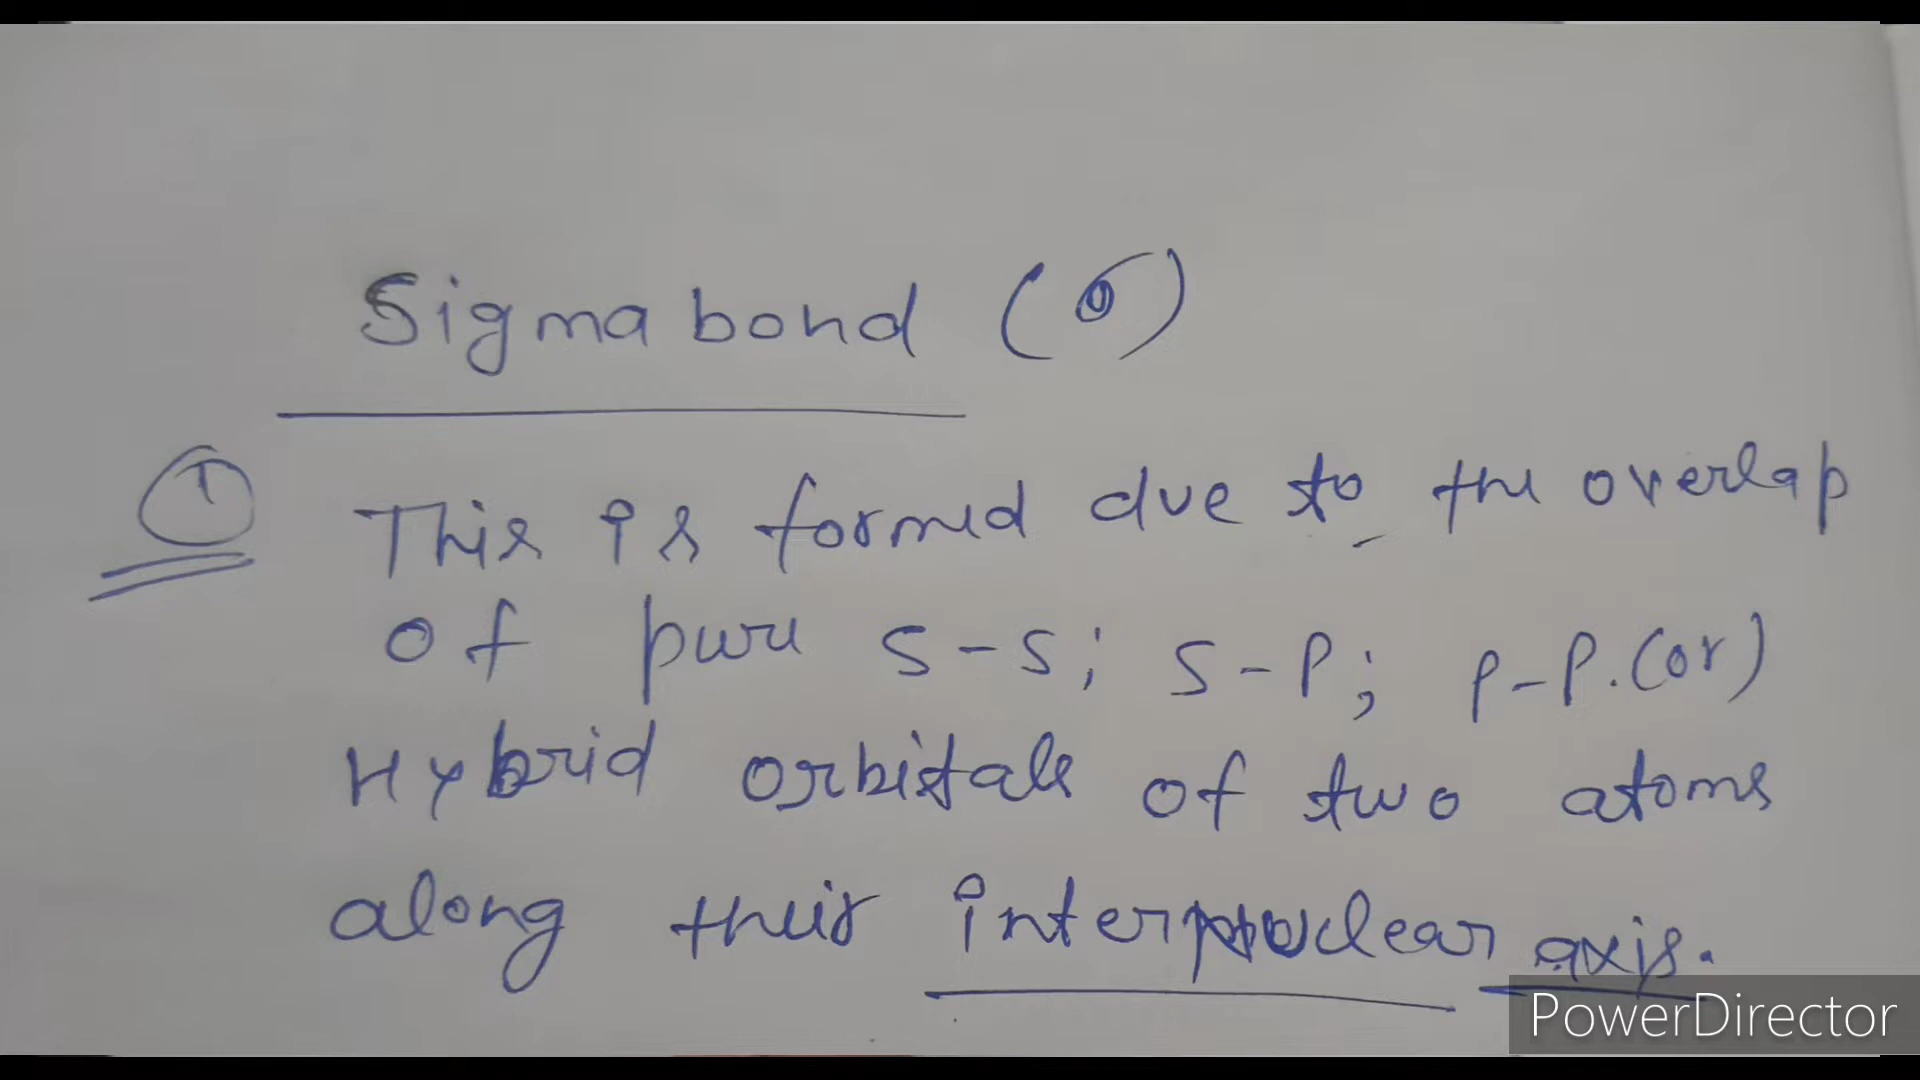 Sigma bond (σ)
① This is formed due to the overlap
of pure s-s; s-p; p-p.(or)
Hybrid orbitals of two atoms
along their internuclear axis.
PowerDirector